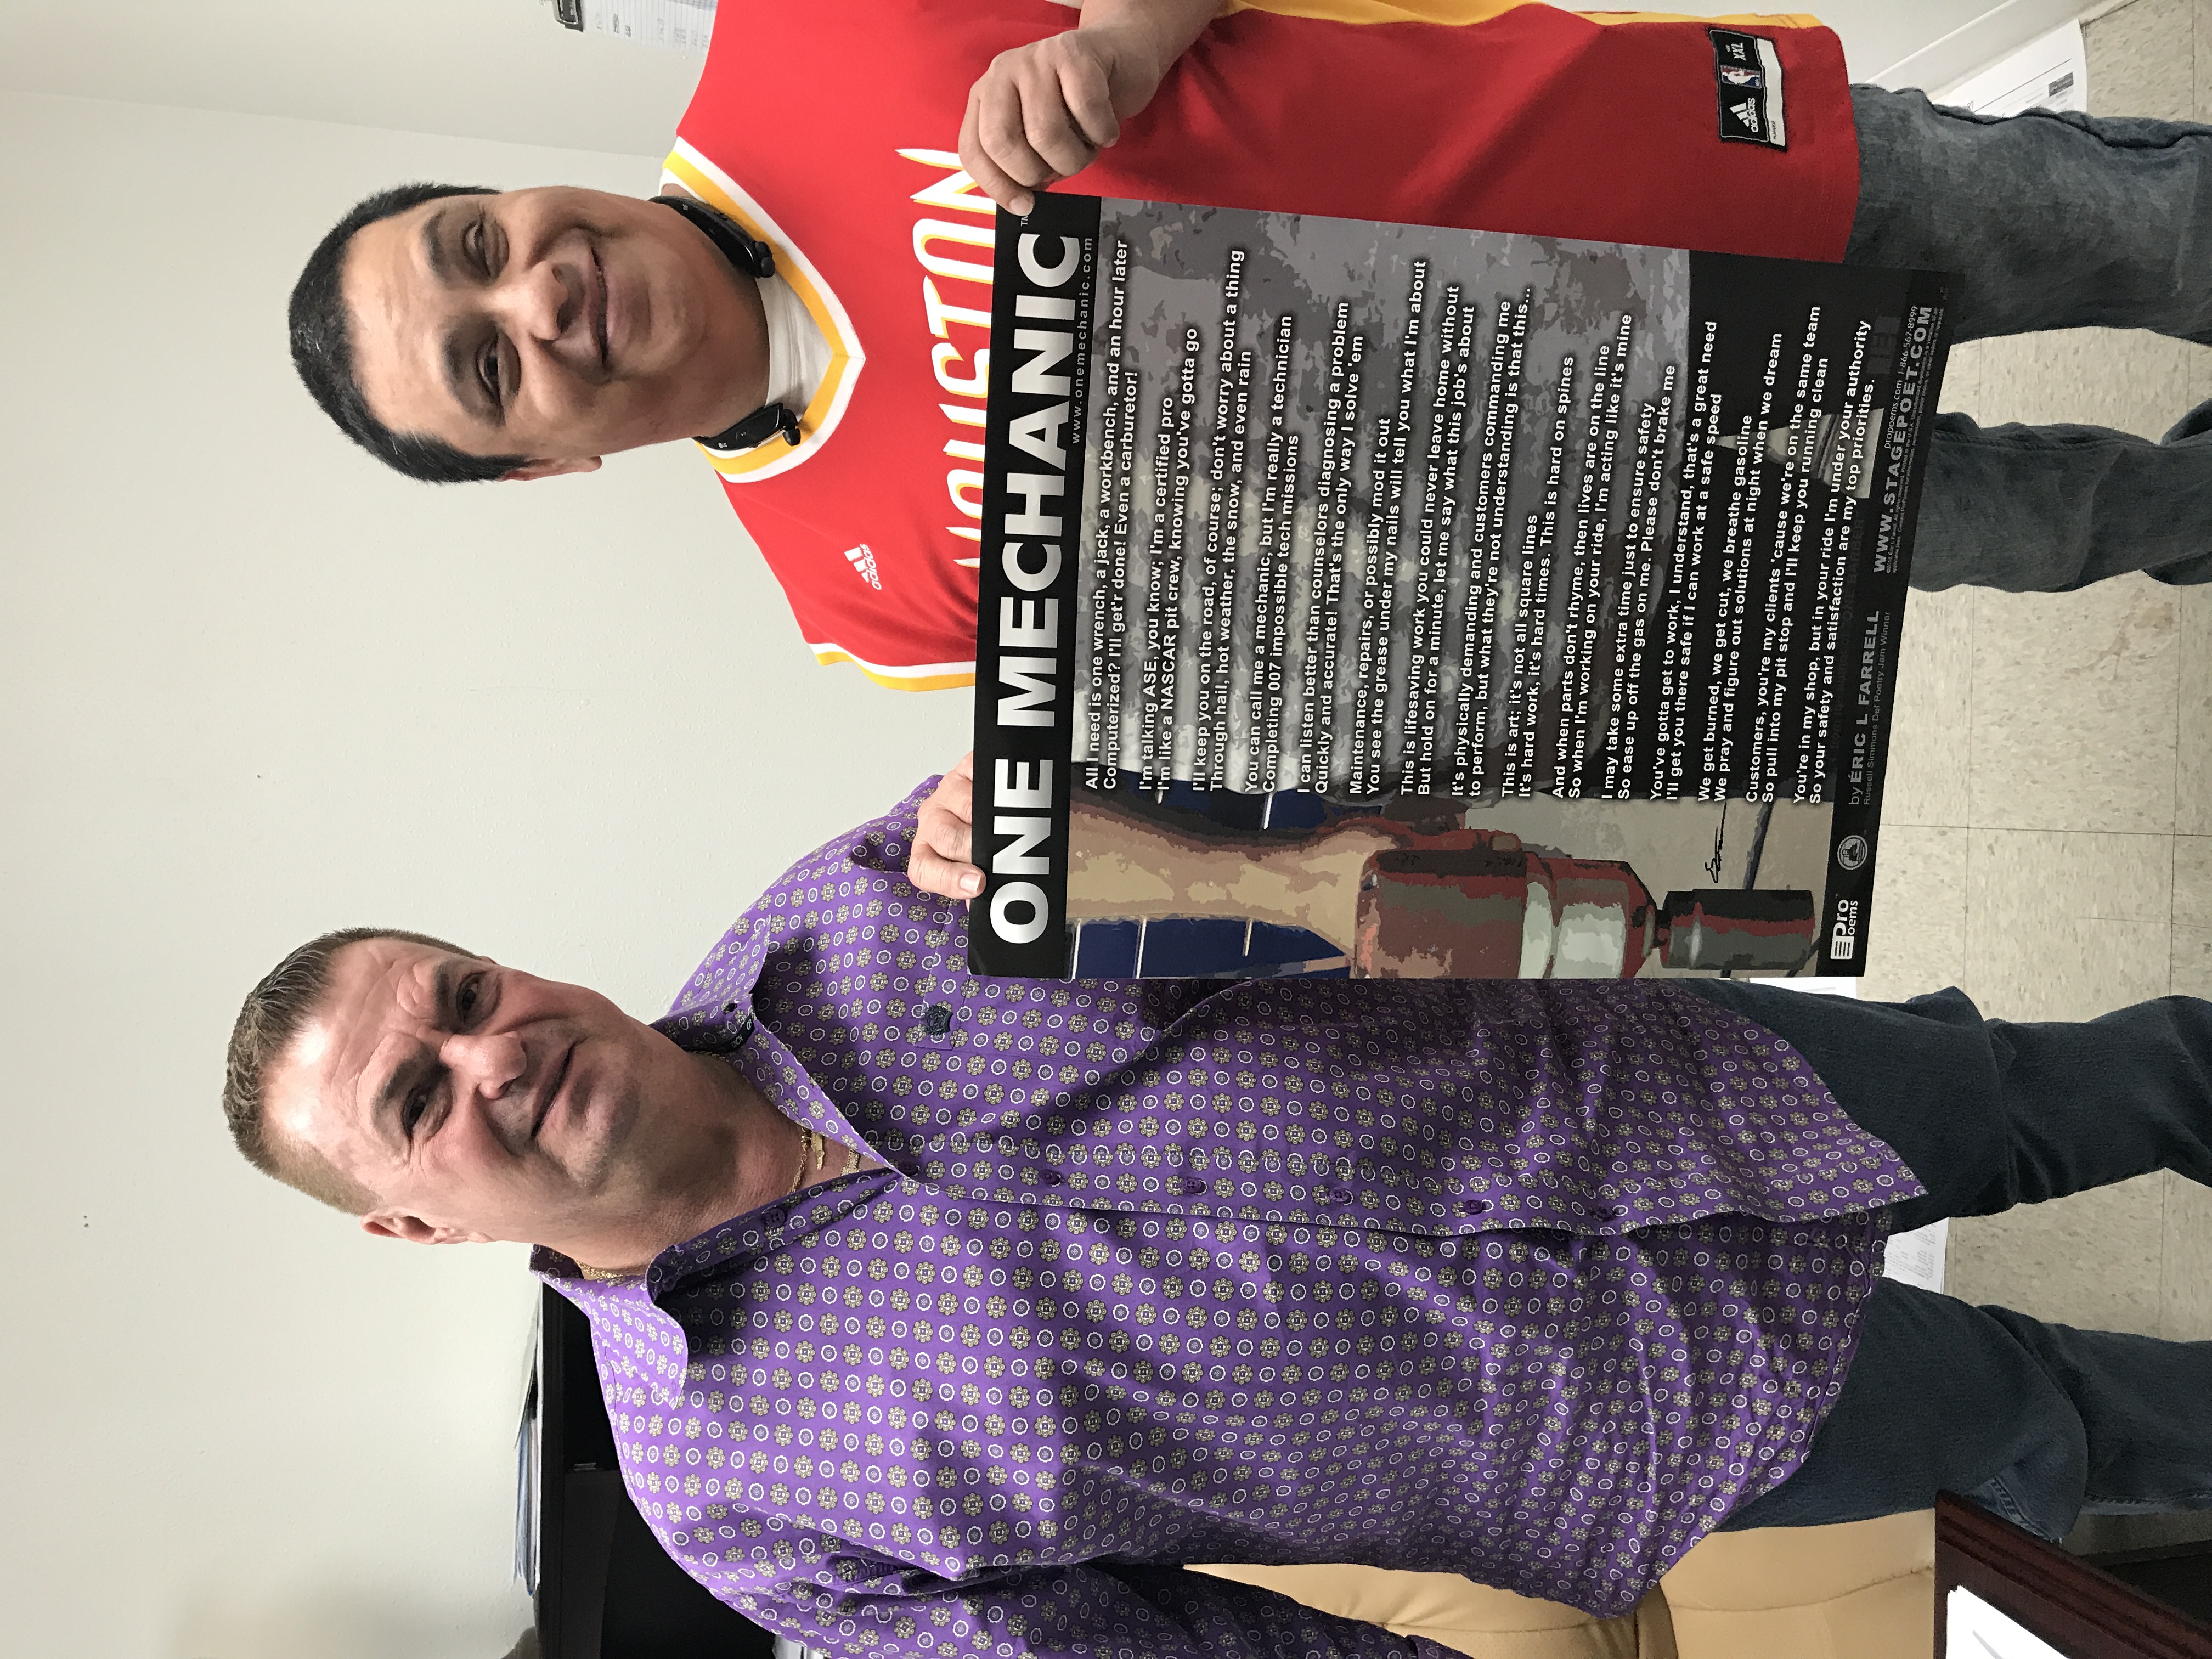 ONE MECHANIC
TM
www.onemechanic.com
All I need is one wrench, a jack, a workbench, and an hour later
Computerized? I'll get'r done! Even a carburetor!
I'm talking ASE, you know; I'm a certified pro
I'm like a NASCAR pit crew, knowing you've gotta go
I'll keep you on the road, of course; don't worry about a thing
Through hail, hot weather, the snow, and even rain
You can call me a mechanic, but I'm really a technician
Completing 007 impossible tech missions
I can listen better than counselors diagnosing a problem
Quickly and accurate! That's the only way I solve 'em
Maintenance, repairs, or possibly mod it out
You see the grease under my nails will tell you what I'm about
This is lifesaving work you could never leave home without
But hold on for a minute, let me say what this job's about
It's physically demanding and customers commanding me
to perform, but what they're not understanding is that this...
This is art; it's not all square lines
It's hard work, it's hard times. This is hard on spines
And when parts don't rhyme, then lives are on the line
So when I'm working on your ride, I'm acting like it's mine
I may take some extra time just to ensure safety
So ease up off the gas on me. Please don't brake me
You've gotta get to work, I understand, that's a great need
I'll get you there safe if I can work at a safe speed
We get burned, we get cut, we breathe gasoline
We pray and figure out solutions at night when we dream
Customers, you're my clients 'cause we're on the same team
So pull into my pit stop and I'll keep you running clean
You're in my shop, but in your ride I'm under your authority
So your safety and satisfaction are my top priorities.
Pro
Poems
by ÉRIC L FARRELL
Russell Simmons Def Poetry Jam Winner
propoems.com 1-866-567-8999
WWW.STAGEPOET.COM
adidas
HOUSTON
adidas
XXL